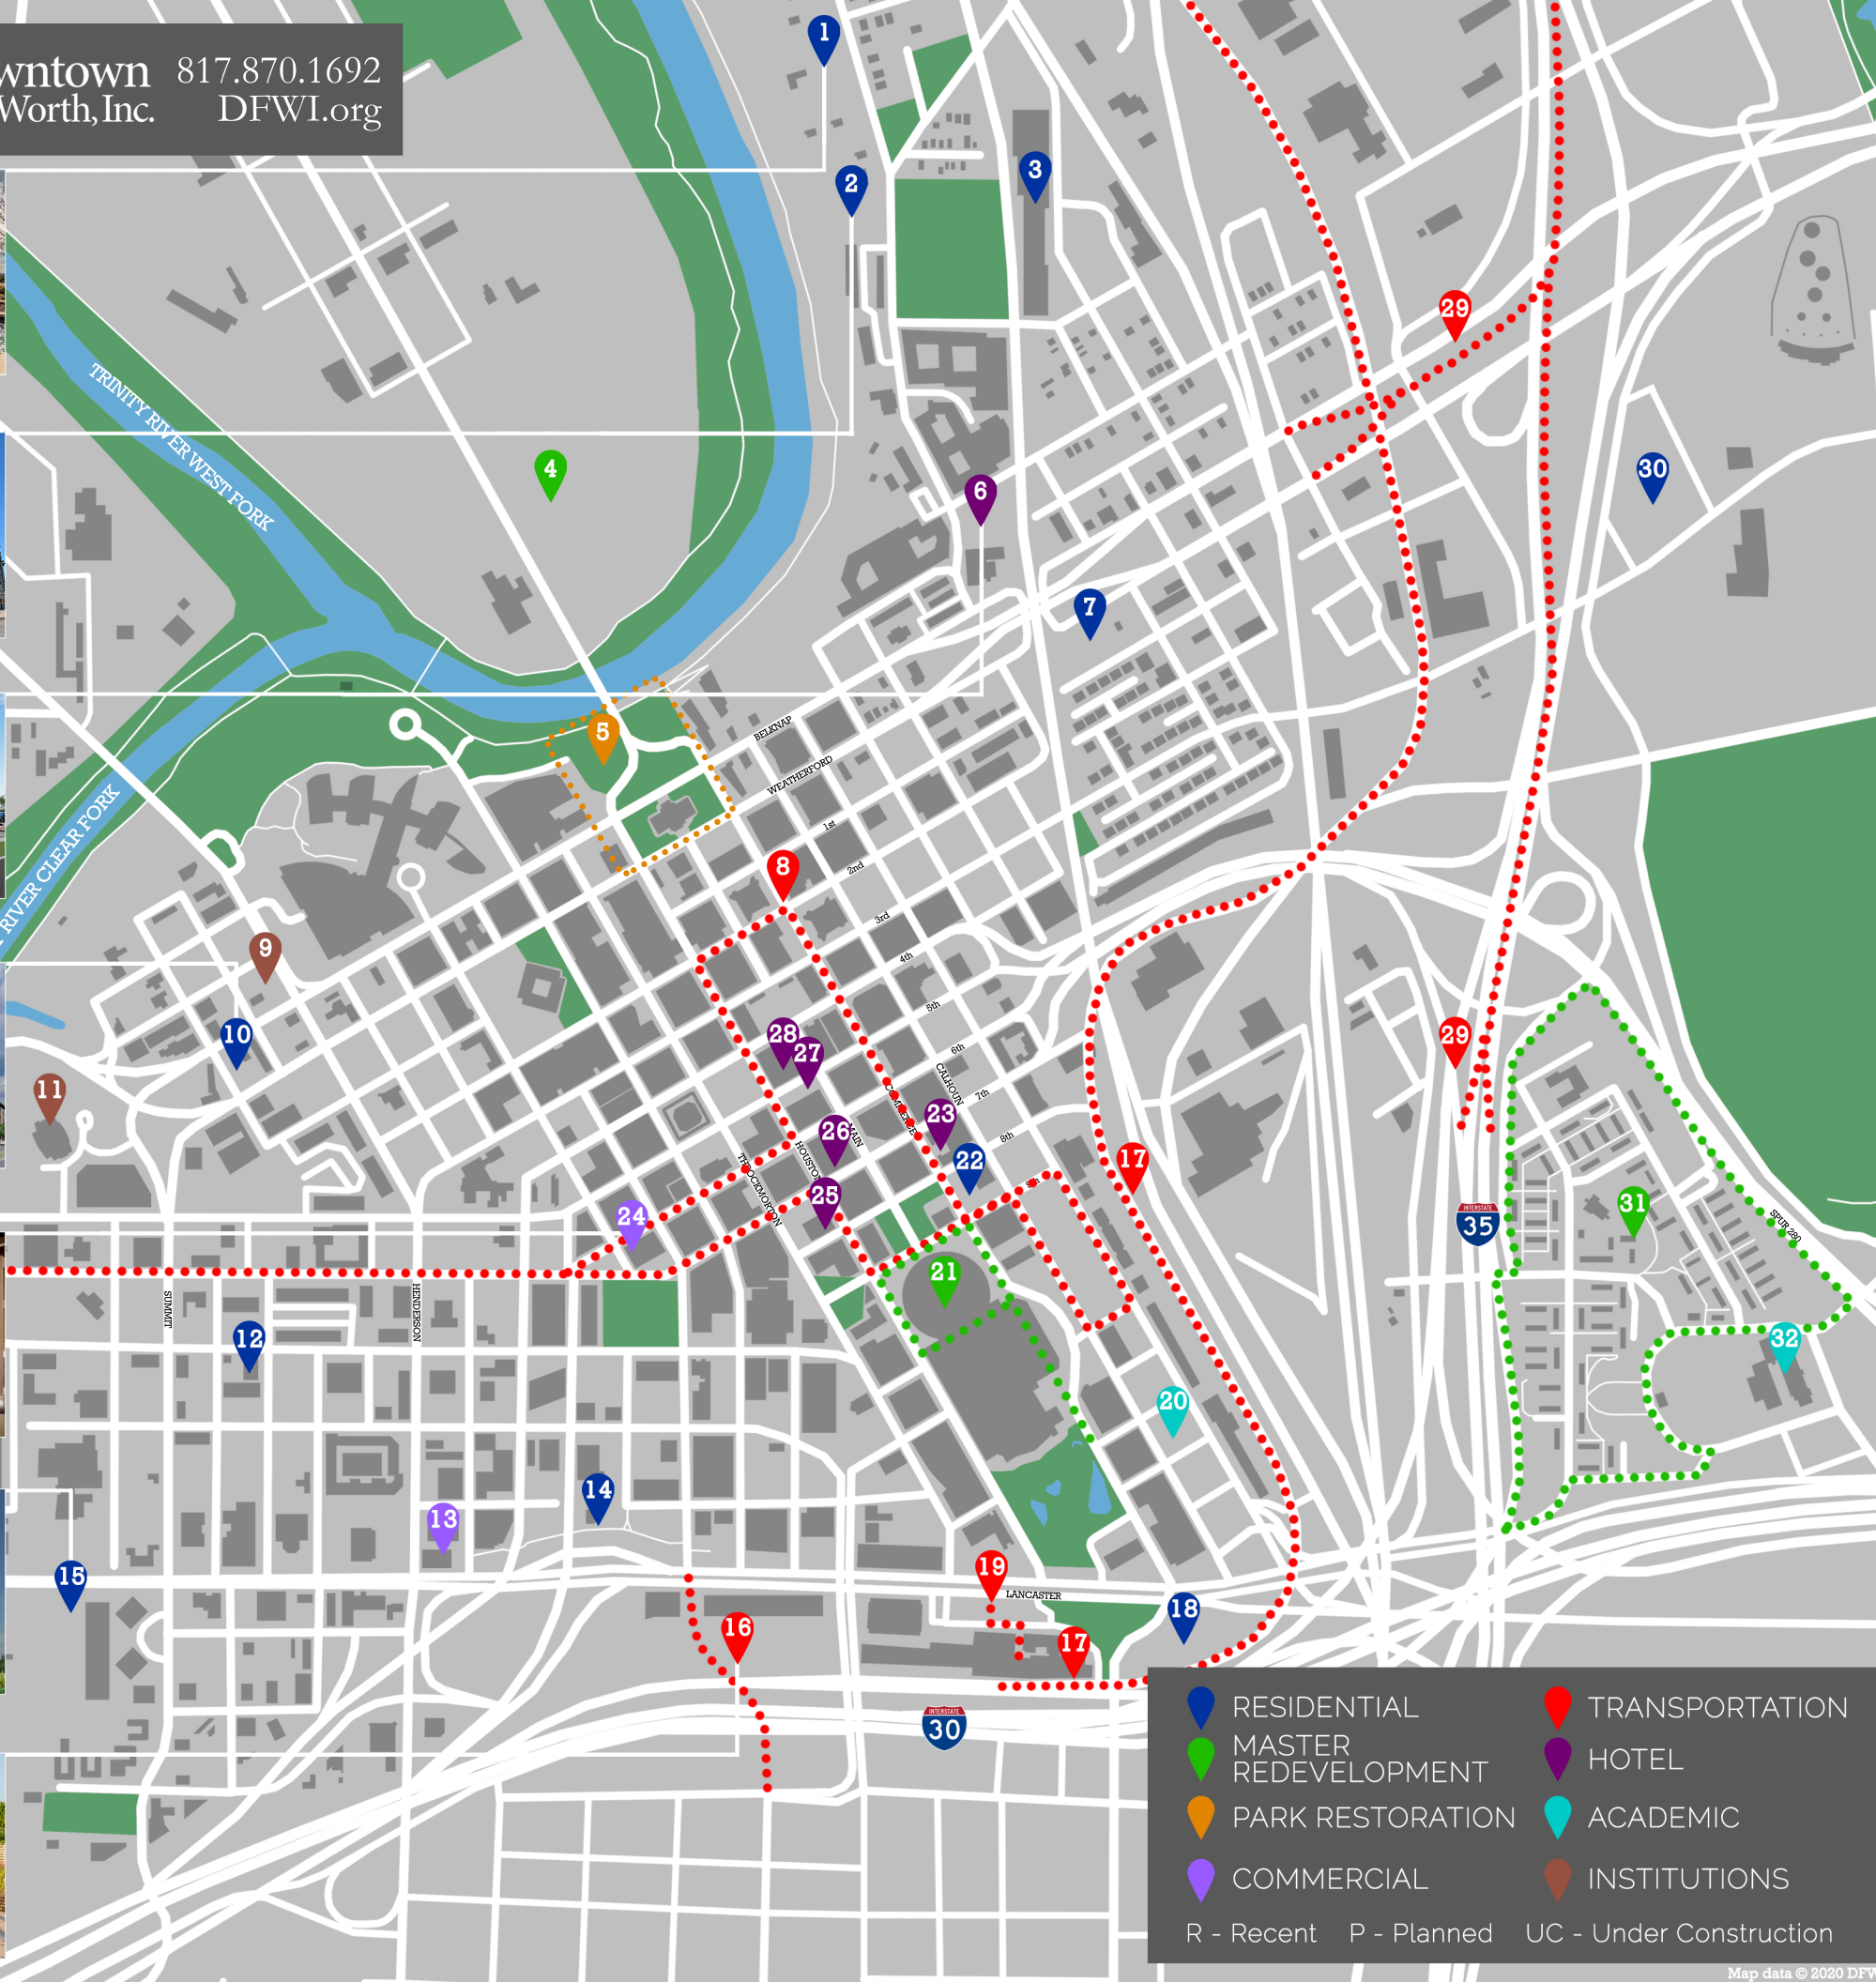 wntown 817.870.1692
Worth, Inc. DFWI.org
1
2
3
29
TRINITY RIVER WEST FORK
4
30
6
7
5
BELKNAP
WEATHERFORD
RIVER CLEAR FORK
1st
8
2nd
3rd
9
4th
5th
10
28
27
6th
29
11
CALHOUN
7th
COMMERCE
23
26
MAIN
8th
22
17
HOUSTON
THROCKMORTON
25
9th
24
31
INTERSTATE
35
SPUR 280
21
SUMMIT
HENDERSON
12
32
20
14
13
15
19
LANCASTER
18
16
17
INTERSTATE
30
RESIDENTIAL
TRANSPORTATION
MASTER
REDEVELOPMENT
HOTEL
PARK RESTORATION
ACADEMIC
COMMERCIAL
INSTITUTIONS
R - Recent P - Planned UC - Under Construction
Map data © 2020 DFW